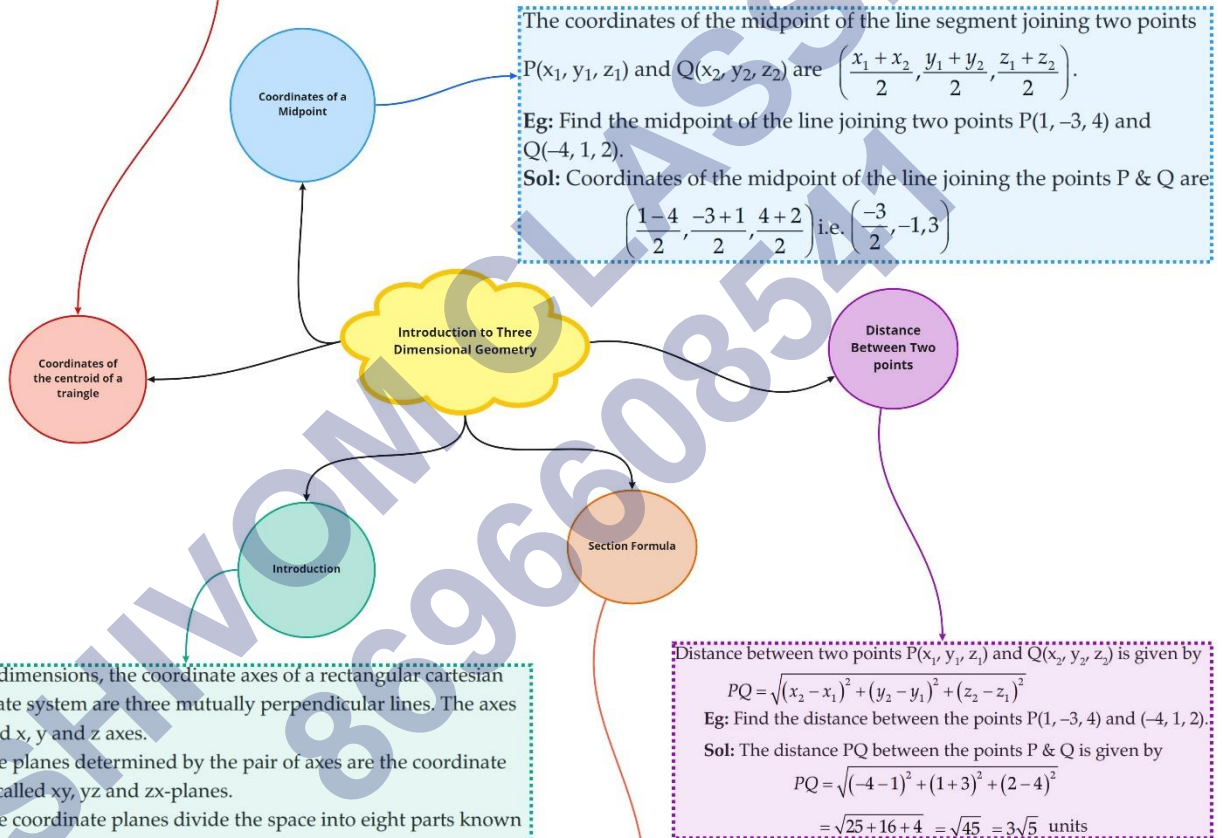 The coordinates of the midpoint of the line segment joining two points
P(x₁, y₁, z₁) and Q(x₂, y₂, z₂) are ( (x₁ + x₂)/2 , (y₁ + y₂)/2 , (z₁ + z₂)/2 ).
Eg: Find the midpoint of the line joining two points P(1, –3, 4) and
Q(–4, 1, 2).
Sol: Coordinates of the midpoint of the line joining the points P & Q are
( (1−4)/2 , (−3+1)/2 , (4+2)/2 ) i.e. ( −3/2 , −1, 3 )
Coordinates of a
Midpoint
Introduction to Three
Dimensional Geometry
Distance
Between Two
points
Coordinates of
the centroid of a
traingle
Introduction
Section Formula
dimensions, the coordinate axes of a rectangular cartesian
ate system are three mutually perpendicular lines. The axes
d x, y and z axes.
e planes determined by the pair of axes are the coordinate
called xy, yz and zx-planes.
e coordinate planes divide the space into eight parts known
Distance between two points P(x₁, y₁, z₁) and Q(x₂, y₂, z₂) is given by
PQ = √((x₂ − x₁)² + (y₂ − y₁)² + (z₂ − z₁)²)
Eg: Find the distance between the points P(1, –3, 4) and (–4, 1, 2).
Sol: The distance PQ between the points P & Q is given by
PQ = √((−4−1)² + (1+3)² + (2−4)²)
= √(25+16+4) = √45 = 3√5 units
SHIVOM CLASS
8696608541